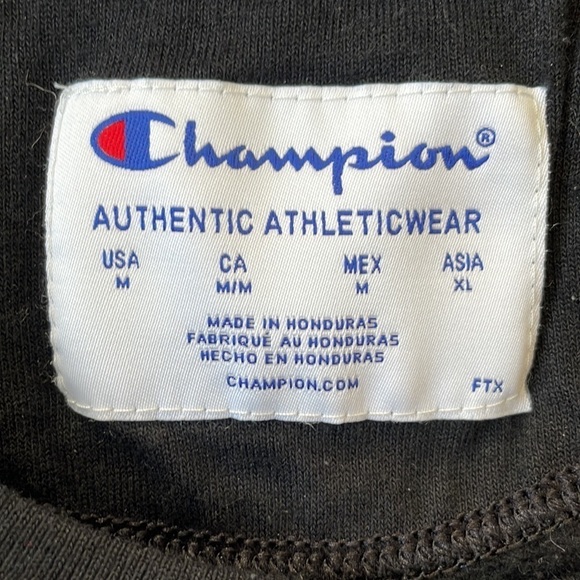 Champion®
AUTHENTIC ATHLETICWEAR
USA CA MEX ASIA
M M/M M XL
MADE IN HONDURAS
FABRIQUÉ AU HONDURAS
HECHO EN HONDURAS
CHAMPION.COM FTX